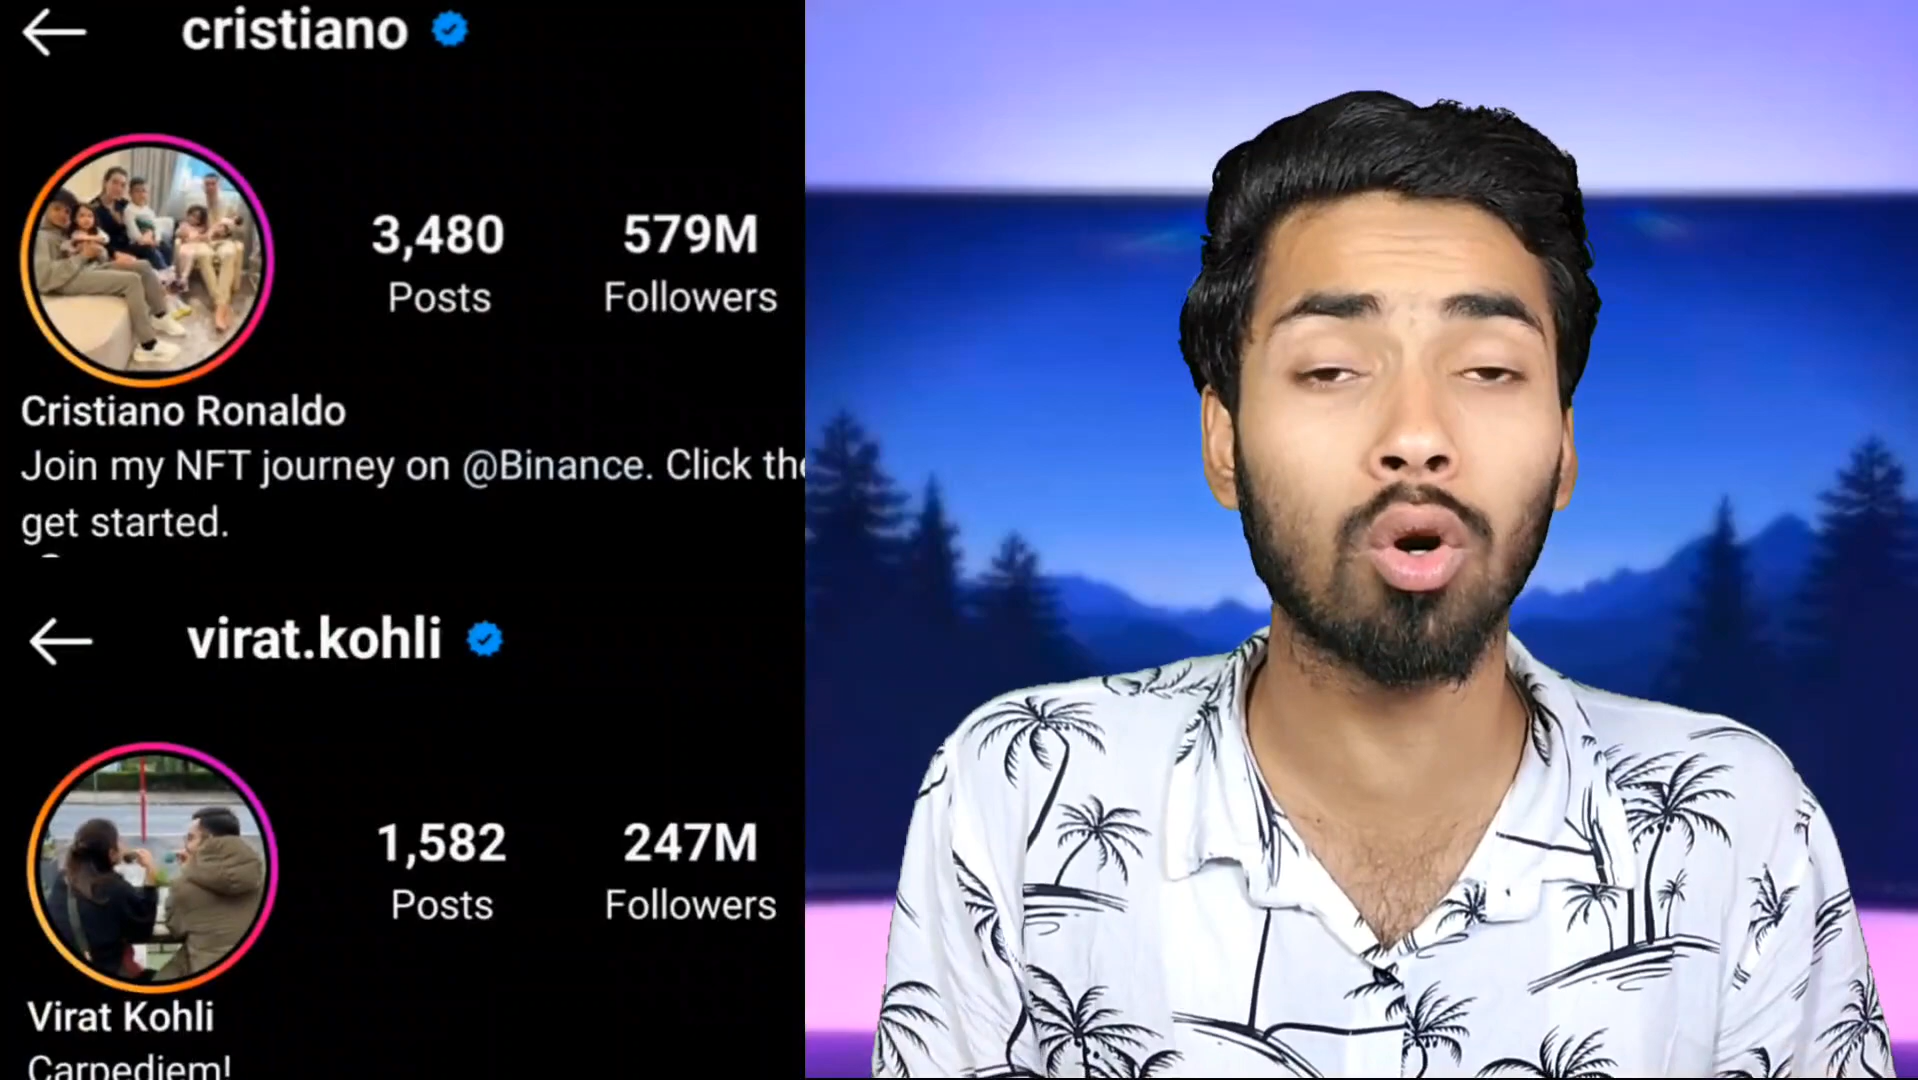 cristiano
3,480
579M
Posts
Followers
Cristiano Ronaldo
Join my NFT journey on @Binance. Click the
get started.
virat.kohli
1,582
247M
Posts
Followers
Virat Kohli
Carpediem!